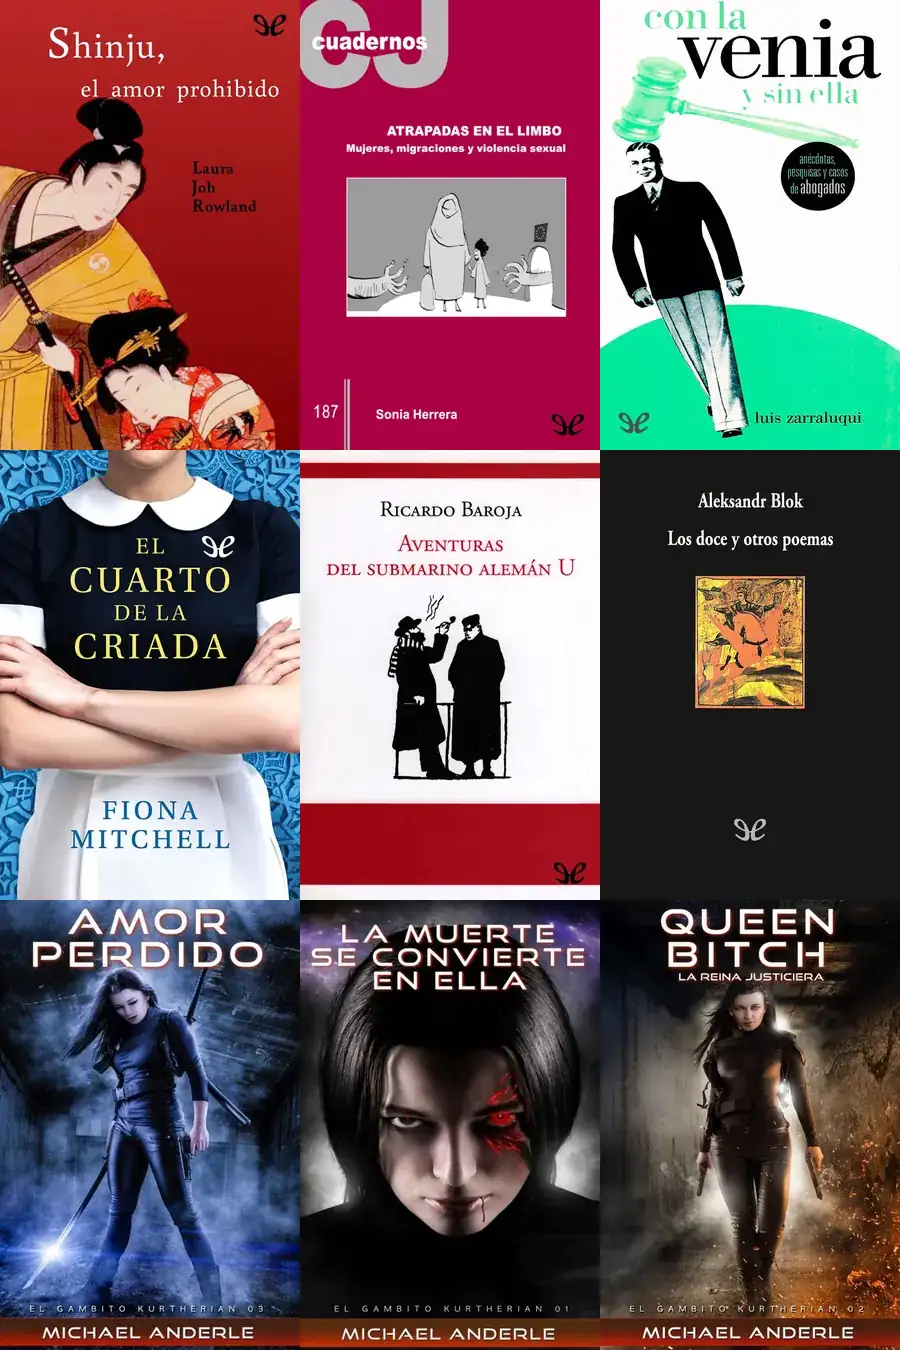 Shinju,
el amor prohibido
Laura
Joh
Rowland
CJ
cuadernos
ATRAPADAS EN EL LIMBO
Mujeres, migraciones y violencia sexual
187
Sonia Herrera
con la
venia
y sin ella
anécdotas,
pesquisas y casos
de abogados
luis zarraluqui
EL
CUARTO
DE LA
CRIADA
FIONA
MITCHELL
RICARDO BAROJA
AVENTURAS
DEL SUBMARINO ALEMÁN U
Aleksandr Blok
Los doce y otros poemas
AMOR
PERDIDO
EL GAMBITO KURTHERIAN 03
MICHAEL ANDERLE
LA MUERTE
SE CONVIERTE
EN ELLA
EL GAMBITO KURTHERIAN 01
MICHAEL ANDERLE
QUEEN
BITCH
LA REINA JUSTICIERA
EL GAMBITO KURTHERIAN 02
MICHAEL ANDERLE